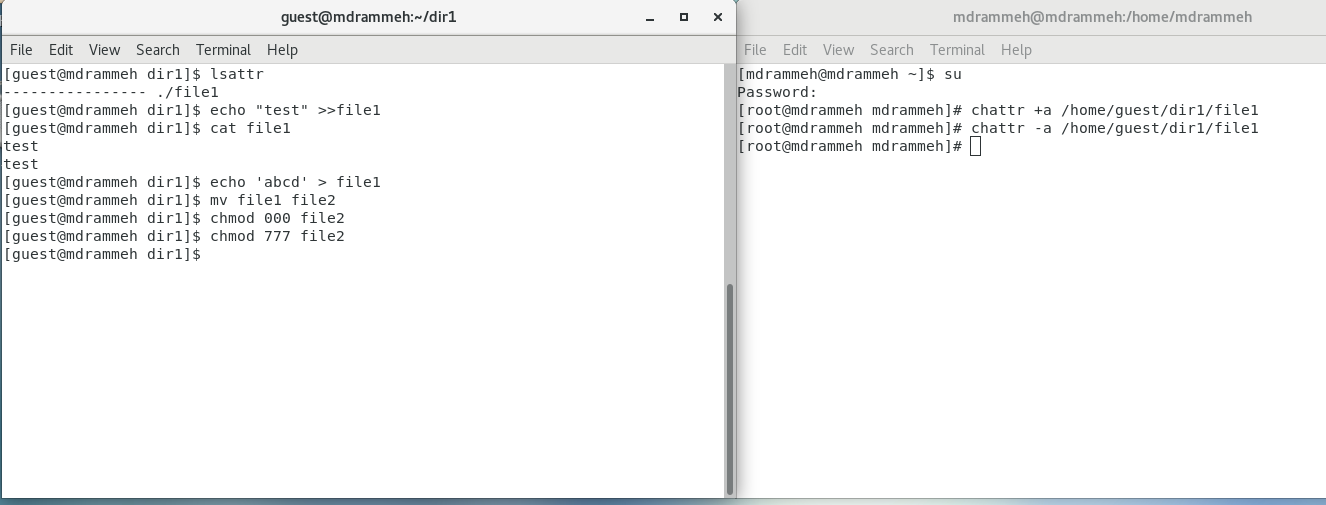 guest@mdrammeh:~/dir1
File Edit View Search Terminal Help
[guest@mdrammeh dir1]$ lsattr
---------------- ./file1
[guest@mdrammeh dir1]$ echo "test" >>file1
[guest@mdrammeh dir1]$ cat file1
test
test
[guest@mdrammeh dir1]$ echo 'abcd' > file1
[guest@mdrammeh dir1]$ mv file1 file2
[guest@mdrammeh dir1]$ chmod 000 file2
[guest@mdrammeh dir1]$ chmod 777 file2
[guest@mdrammeh dir1]$
mdrammeh@mdrammeh:/home/mdrammeh
File Edit View Search Terminal Help
[mdrammeh@mdrammeh ~]$ su
Password:
[root@mdrammeh mdrammeh]# chattr +a /home/guest/dir1/file1
[root@mdrammeh mdrammeh]# chattr -a /home/guest/dir1/file1
[root@mdrammeh mdrammeh]#